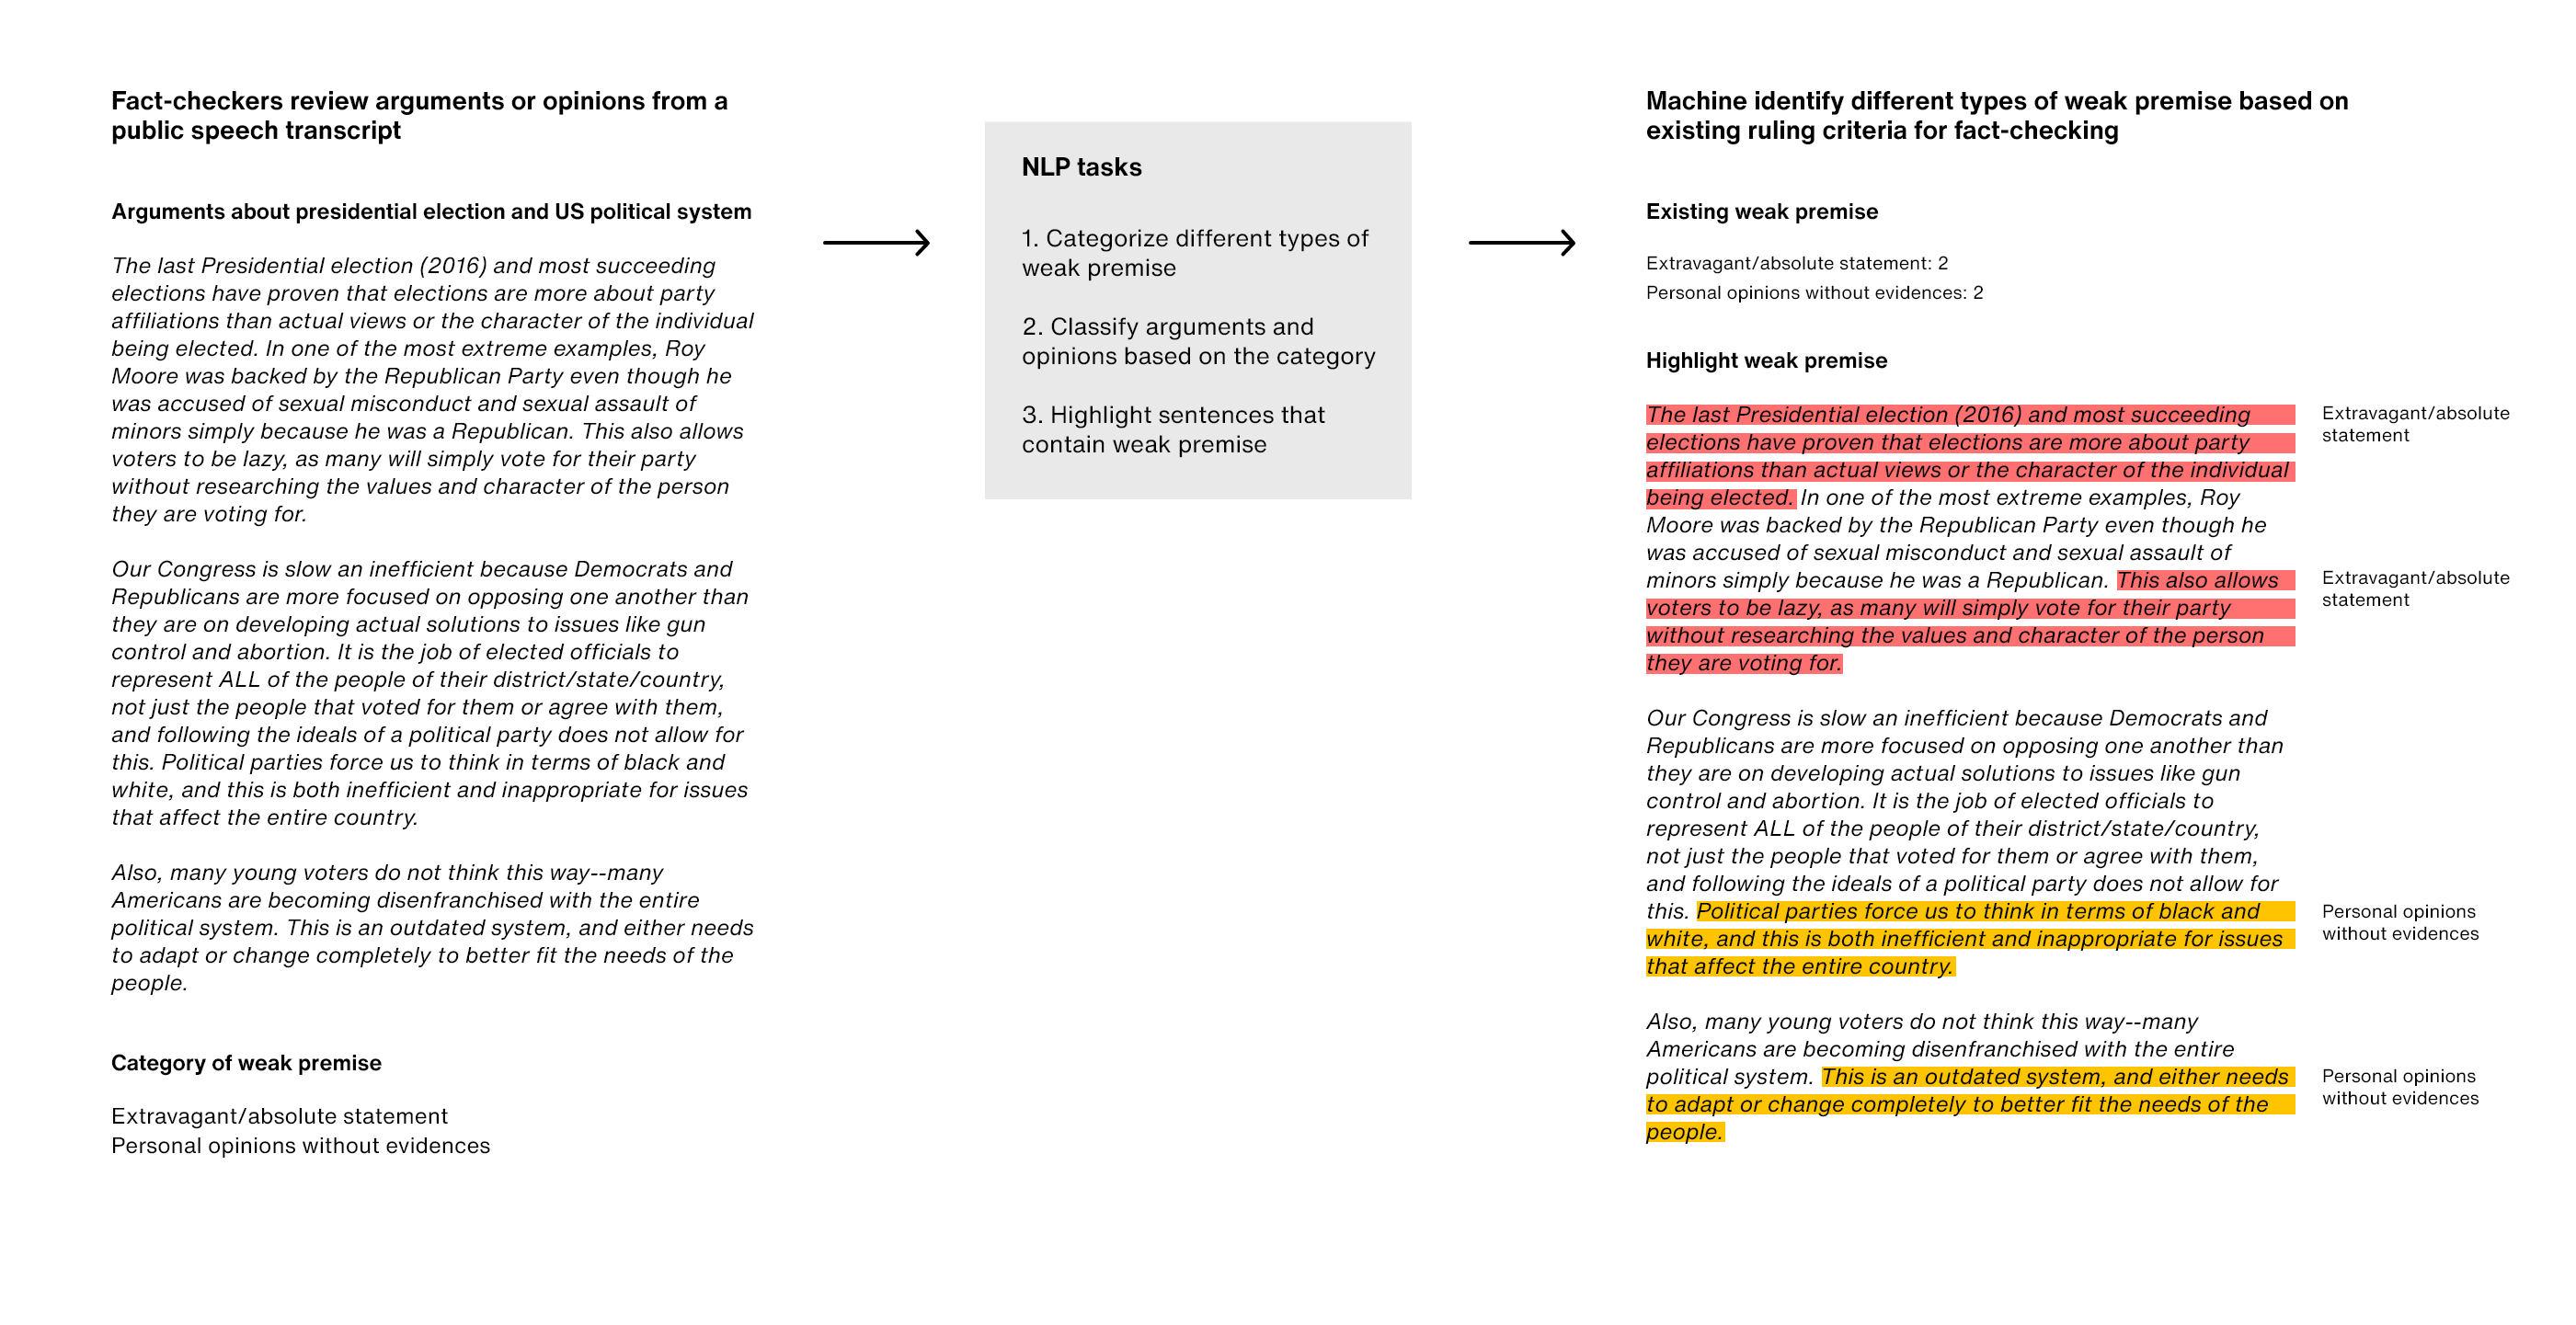 Fact-checkers review arguments or opinions from a
public speech transcript
Arguments about presidential election and US political system
The last Presidential election (2016) and most succeeding
elections have proven that elections are more about party
affiliations than actual views or the character of the individual
being elected. In one of the most extreme examples, Roy
Moore was backed by the Republican Party even though he
was accused of sexual misconduct and sexual assault of
minors simply because he was a Republican. This also allows
voters to be lazy, as many will simply vote for their party
without researching the values and character of the person
they are voting for.
Our Congress is slow an inefficient because Democrats and
Republicans are more focused on opposing one another than
they are on developing actual solutions to issues like gun
control and abortion. It is the job of elected officials to
represent ALL of the people of their district/state/country,
not just the people that voted for them or agree with them,
and following the ideals of a political party does not allow for
this. Political parties force us to think in terms of black and
white, and this is both inefficient and inappropriate for issues
that affect the entire country.
Also, many young voters do not think this way--many
Americans are becoming disenfranchised with the entire
political system. This is an outdated system, and either needs
to adapt or change completely to better fit the needs of the
people.
Category of weak premise
Extravagant/absolute statement
Personal opinions without evidences
NLP tasks
1. Categorize different types of
weak premise
2. Classify arguments and
opinions based on the category
3. Highlight sentences that
contain weak premise
Machine identify different types of weak premise based on
existing ruling criteria for fact-checking
Existing weak premise
Extravagant/absolute statement: 2
Personal opinions without evidences: 2
Highlight weak premise
The last Presidential election (2016) and most succeeding
elections have proven that elections are more about party
affiliations than actual views or the character of the individual
being elected. In one of the most extreme examples, Roy
Moore was backed by the Republican Party even though he
was accused of sexual misconduct and sexual assault of
minors simply because he was a Republican. This also allows
voters to be lazy, as many will simply vote for their party
without researching the values and character of the person
they are voting for.
Our Congress is slow an inefficient because Democrats and
Republicans are more focused on opposing one another than
they are on developing actual solutions to issues like gun
control and abortion. It is the job of elected officials to
represent ALL of the people of their district/state/country,
not just the people that voted for them or agree with them,
and following the ideals of a political party does not allow for
this. Political parties force us to think in terms of black and
white, and this is both inefficient and inappropriate for issues
that affect the entire country.
Also, many young voters do not think this way--many
Americans are becoming disenfranchised with the entire
political system. This is an outdated system, and either needs
to adapt or change completely to better fit the needs of the
people.
Extravagant/absolute
statement
Extravagant/absolute
statement
Personal opinions
without evidences
Personal opinions
without evidences